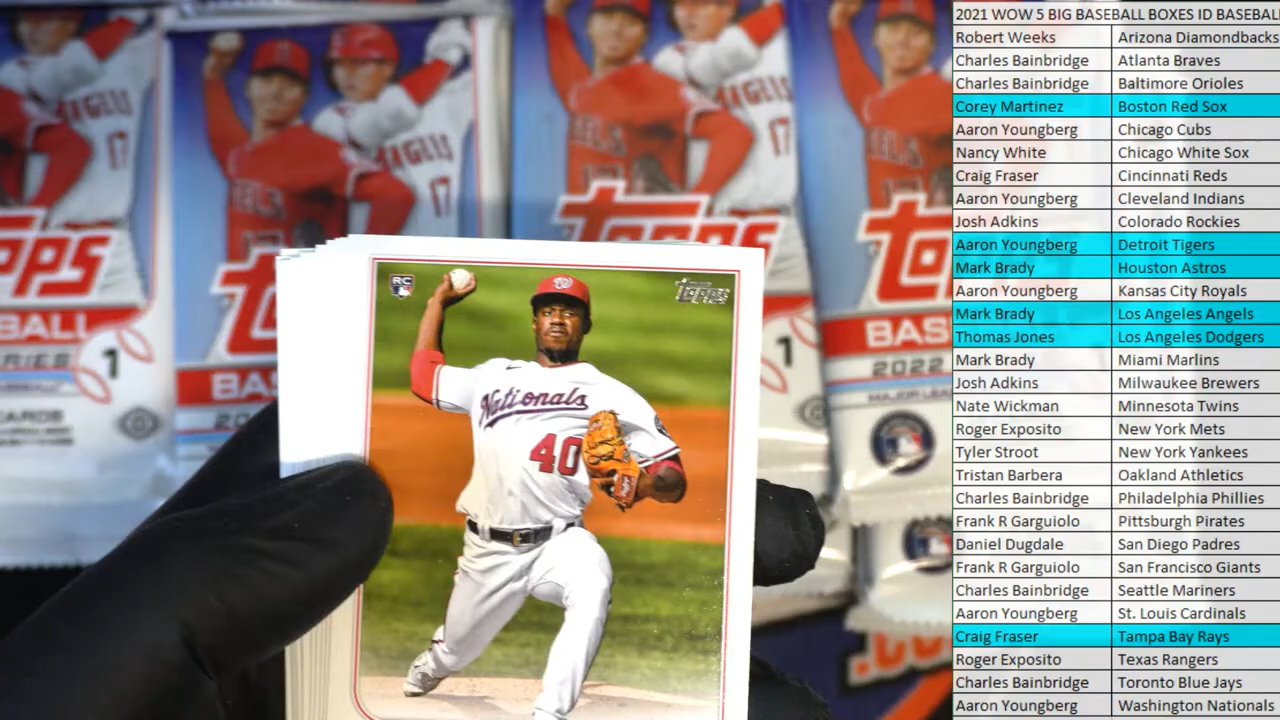 2021 WOW 5 BIG BASEBALL BOXES ID BASEBALL
Robert Weeks Arizona Diamondbacks
Charles Bainbridge Atlanta Braves
Charles Bainbridge Baltimore Orioles
Corey Martinez Boston Red Sox
Aaron Youngberg Chicago Cubs
Nancy White Chicago White Sox
Craig Fraser Cincinnati Reds
Aaron Youngberg Cleveland Indians
Josh Adkins Colorado Rockies
Aaron Youngberg Detroit Tigers
Mark Brady Houston Astros
Aaron Youngberg Kansas City Royals
Mark Brady Los Angeles Angels
Thomas Jones Los Angeles Dodgers
Mark Brady Miami Marlins
Josh Adkins Milwaukee Brewers
Nate Wickman Minnesota Twins
Roger Exposito New York Mets
Tyler Stroot New York Yankees
Tristan Barbera Oakland Athletics
Charles Bainbridge Philadelphia Phillies
Frank R Garguiolo Pittsburgh Pirates
Daniel Dugdale San Diego Padres
Frank R Garguiolo San Francisco Giants
Charles Bainbridge Seattle Mariners
Aaron Youngberg St. Louis Cardinals
Craig Fraser Tampa Bay Rays
Roger Exposito Texas Rangers
Charles Bainbridge Toronto Blue Jays
Aaron Youngberg Washington Nationals
RC
Topps
Nationals
40
ANGELS
17
17
17
topps
BAS
2022
1
1
CARDS
.co